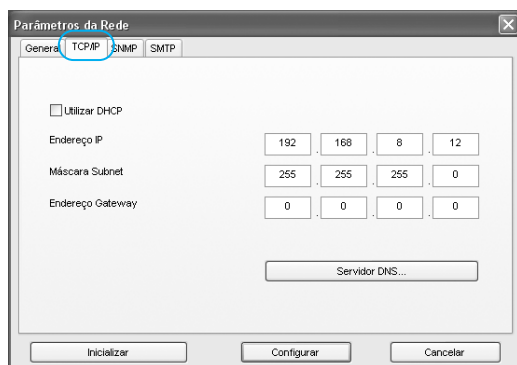 Parâmetros da Rede
General TCP/IP SNMP SMTP
Utilizar DHCP
Endereço IP 192 . 168 . 8 . 12
Máscara Subnet 255 . 255 . 255 . 0
Endereço Gateway 0 . 0 . 0 . 0
Servidor DNS...
Inicializar Configurar Cancelar